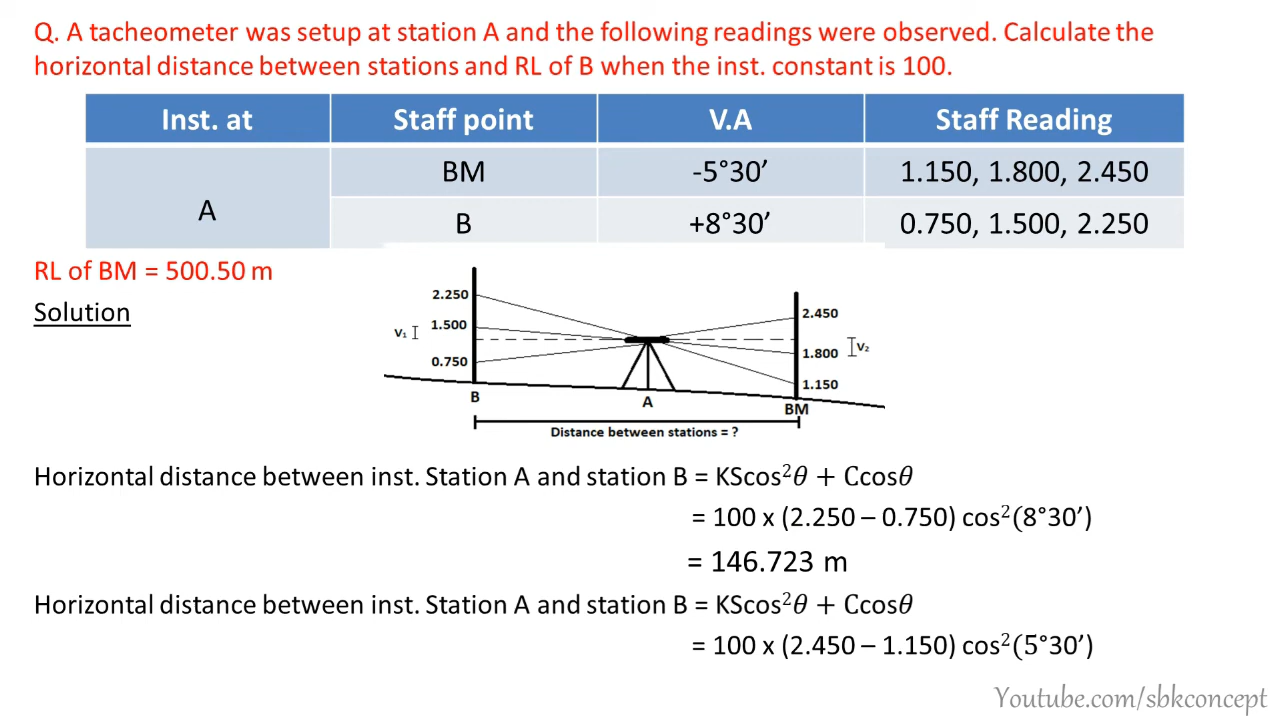 Q. A tacheometer was setup at station A and the following readings were observed. Calculate the
horizontal distance between stations and RL of B when the inst. constant is 100.
Inst. at Staff point V.A Staff Reading
A
BM -5°30’ 1.150, 1.800, 2.450
B +8°30’ 0.750, 1.500, 2.250
RL of BM = 500.50 m
Solution
2.250
V₁ 1.500
0.750
2.450
1.800 V₂
1.150
B A BM
Distance between stations = ?
Horizontal distance between inst. Station A and station B = KScos²𝜃 + Ccos𝜃
= 100 x (2.250 – 0.750) cos²(8°30’)
= 146.723 m
Horizontal distance between inst. Station A and station B = KScos²𝜃 + Ccos𝜃
= 100 x (2.450 – 1.150) cos²(5°30’)
Youtube.com/sbkconcept